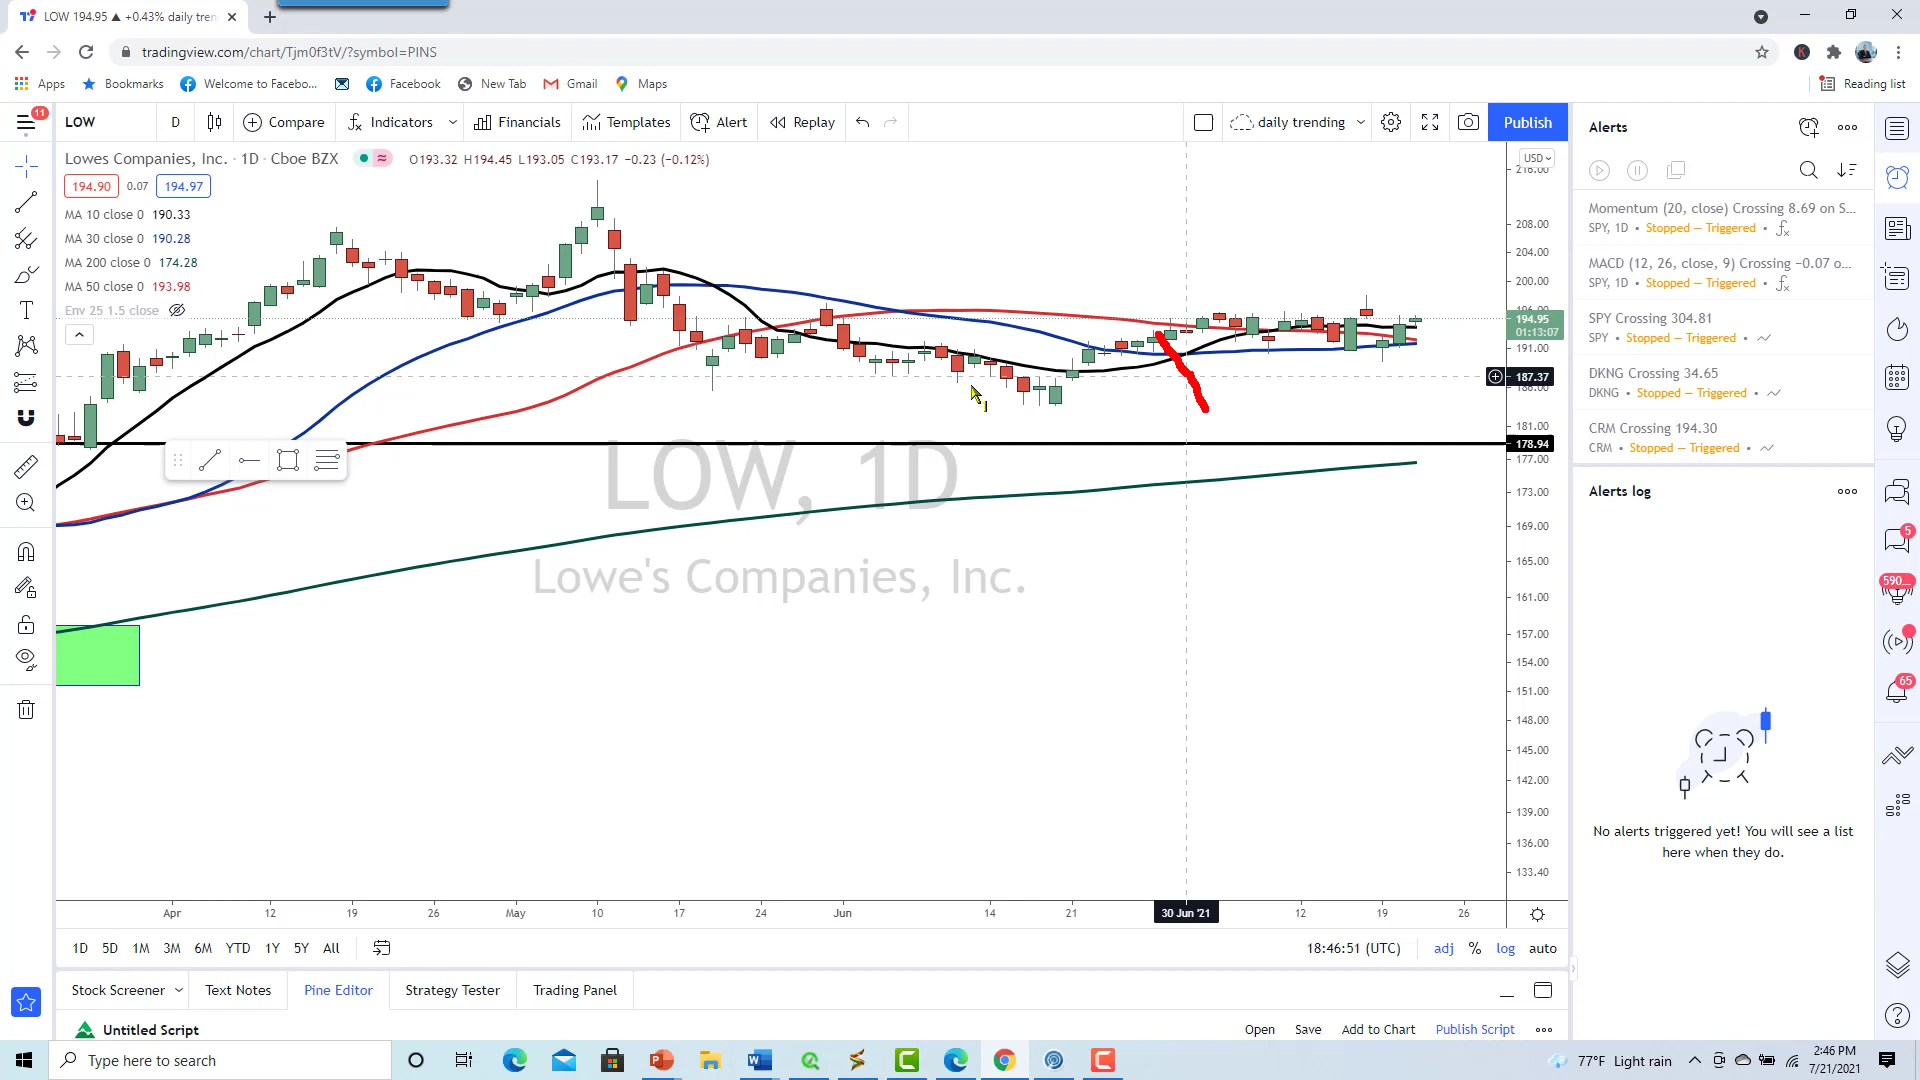 LOW 194.95 ▲ +0.43% daily tren
tradingview.com/chart/Tjm0f3tV/?symbol=PINS
Apps Bookmarks Welcome to Facebo... Facebook New Tab Gmail Maps Reading list
11
LOW D Compare Indicators Financials Templates Alert Replay daily trending Publish
Lowes Companies, Inc. · 1D · Cboe BZX O193.32 H194.45 L193.05 C193.17 −0.23 (−0.12%)
194.90 0.07 194.97
MA 10 close 0 190.33
MA 30 close 0 190.28
MA 200 close 0 174.28
MA 50 close 0 193.98
Env 25 1.5 close
LOW, 1D
Lowe's Companies, Inc.
USD
216.00
208.00
204.00
200.00
196.00
194.95
01:13:07
191.00
187.37
186.00
181.00
178.94
177.00
173.00
169.00
165.00
161.00
157.00
154.00
151.00
148.00
145.00
142.00
139.00
136.00
133.40
Apr 12 19 26 May 10 17 24 Jun 14 21 30 Jun '21 12 19 26
1D 5D 1M 3M 6M YTD 1Y 5Y All 18:46:51 (UTC) adj % log auto
Stock Screener Text Notes Pine Editor Strategy Tester Trading Panel
Untitled Script Open Save Add to Chart Publish Script
Alerts
Momentum (20, close) Crossing 8.69 on S...
SPY, 1D • Stopped — Triggered •
MACD (12, 26, close, 9) Crossing −0.07 o...
SPY, 1D • Stopped — Triggered •
SPY Crossing 304.81
SPY • Stopped — Triggered •
DKNG Crossing 34.65
DKNG • Stopped — Triggered •
CRM Crossing 194.30
CRM • Stopped — Triggered •
Alerts log
No alerts triggered yet! You will see a list
here when they do.
5
590...
65
Type here to search
77°F Light rain
2:46 PM
7/21/2021